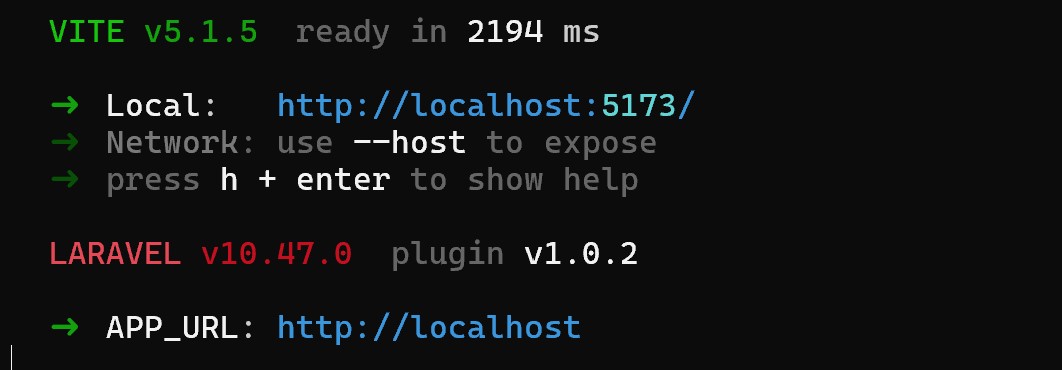 VITE v5.1.5  ready in 2194 ms
➜  Local:   http://localhost:5173/
➜  Network: use --host to expose
➜  press h + enter to show help
LARAVEL v10.47.0  plugin v1.0.2
➜  APP_URL: http://localhost